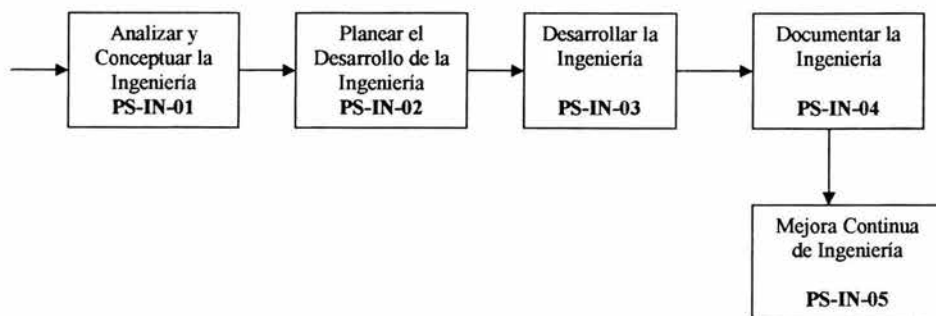 Analizar y
Conceptuar la
Ingeniería
PS-IN-01
Planear el
Desarrollo de la
Ingeniería
PS-IN-02
Desarrollar la
Ingeniería
PS-IN-03
Documentar la
Ingeniería
PS-IN-04
Mejora Continua
de Ingeniería
PS-IN-05